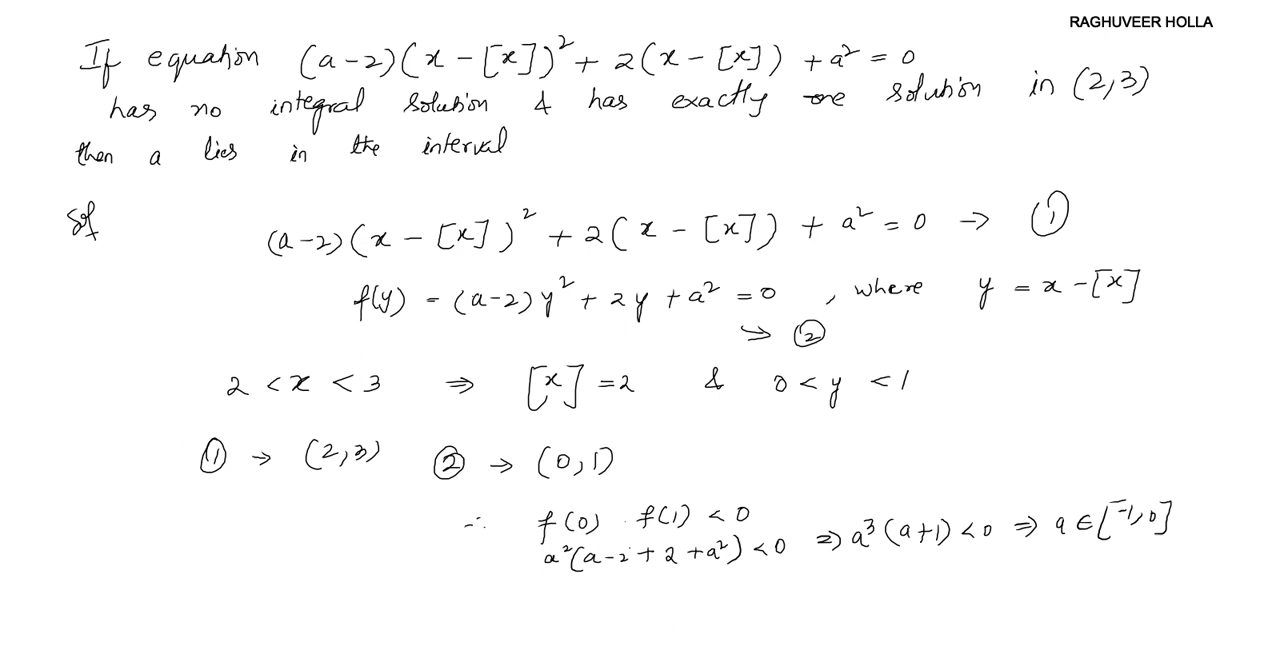 RAGHUVEER HOLLA
If equation (a-2)(x-[x])² + 2(x-[x]) + a² = 0
has no integral solution & has exactly one solution in (2,3)
then a lies in the interval
Sol
(a-2)(x-[x])² + 2(x-[x]) + a² = 0 → ①
f(y) = (a-2)y² + 2y + a² = 0, where y = x-[x]
↪ ②
2 < x < 3 ⇒ [x] = 2 & 0 < y < 1
① → (2,3) ② → (0,1)
∴ f(0) . f(1) < 0
a²(a-2+2+a²) < 0 ⇒ a³(a+1) < 0 ⇒ a ∈ [-1,0]